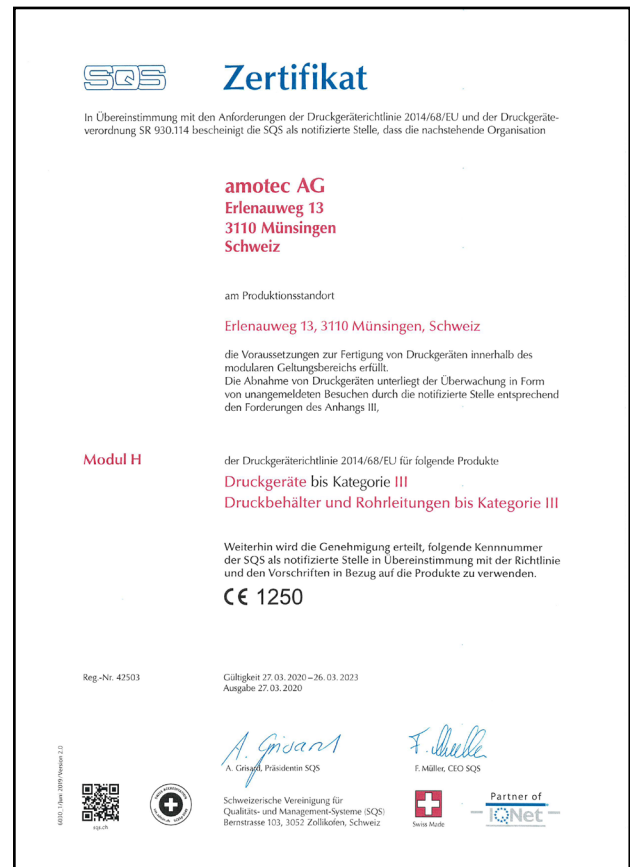 SQS
Zertifikat
In Übereinstimmung mit den Anforderungen der Druckgeräterichtlinie 2014/68/EU und der Druckgeräte-
verordnung SR 930.114 bescheinigt die SQS als notifizierte Stelle, dass die nachstehende Organisation
amotec AG
Erlenauweg 13
3110 Münsingen
Schweiz
am Produktionsstandort
Erlenauweg 13, 3110 Münsingen, Schweiz
die Voraussetzungen zur Fertigung von Druckgeräten innerhalb des
modularen Geltungsbereichs erfüllt.
Die Abnahme von Druckgeräten unterliegt der Überwachung in Form
von unangemeldeten Besuchen durch die notifizierte Stelle entsprechend
den Forderungen des Anhangs III,
Modul H
der Druckgeräterichtlinie 2014/68/EU für folgende Produkte
Druckgeräte bis Kategorie III
Druckbehälter und Rohrleitungen bis Kategorie III
Weiterhin wird die Genehmigung erteilt, folgende Kennnummer
der SQS als notifizierte Stelle in Übereinstimmung mit der Richtlinie
und den Vorschriften in Bezug auf die Produkte zu verwenden.
CE 1250
Reg.-Nr. 42503
Gültigkeit 27.03.2020–26.03.2023
Ausgabe 27.03.2020
A. Grisard
F. Müller
A. Grisard, Präsidentin SQS
F. Müller, CEO SQS
Schweizerische Vereinigung für
Qualitäts- und Management-Systeme (SQS)
Bernstrasse 103, 3052 Zollikofen, Schweiz
sqs.ch
Swiss Made
Partner of
IQNet
6030_1/Juni 2019/Version 2.0